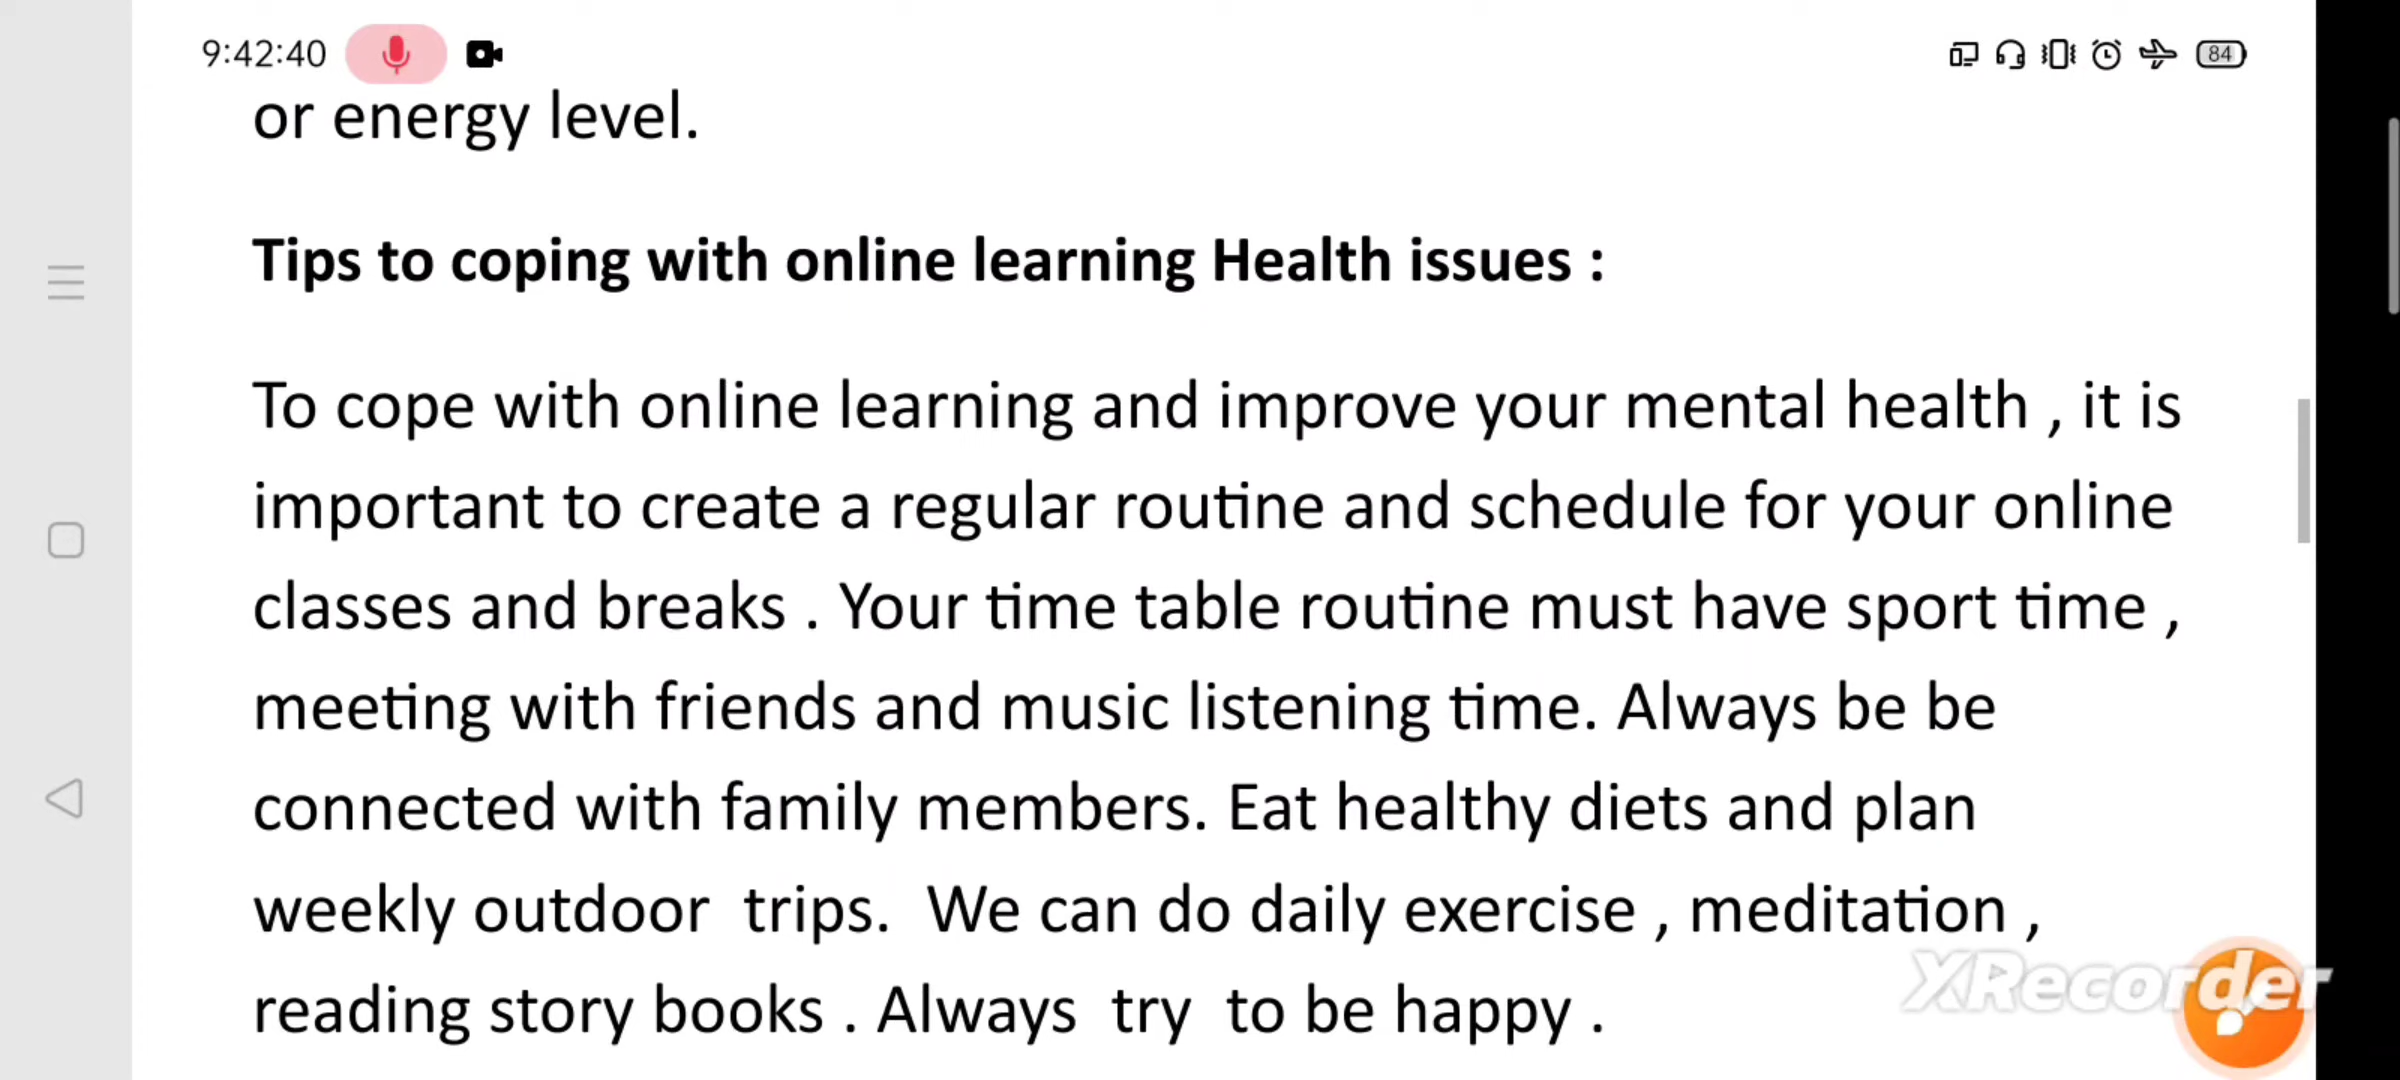 9:42:40 84
or energy level.
Tips to coping with online learning Health issues :
To cope with online learning and improve your mental health , it is
important to create a regular routine and schedule for your online
classes and breaks . Your time table routine must have sport time ,
meeting with friends and music listening time. Always be be
connected with family members. Eat healthy diets and plan
weekly outdoor  trips.  We can do daily exercise , meditation ,
reading story books . Always  try  to be happy .
XRecorder